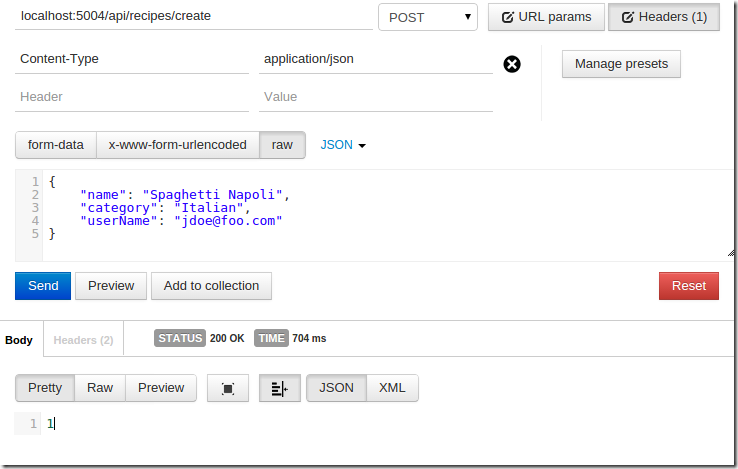 localhost:5004/api/recipes/create POST URL params Headers (1)
Content-Type application/json Manage presets
Header Value
form-data x-www-form-urlencoded raw JSON
1 {
2 "name": "Spaghetti Napoli",
3 "category": "Italian",
4 "userName": "jdoe@foo.com"
5 }
Send Preview Add to collection Reset
Body Headers (2) STATUS 200 OK TIME 704 ms
Pretty Raw Preview JSON XML
1 1